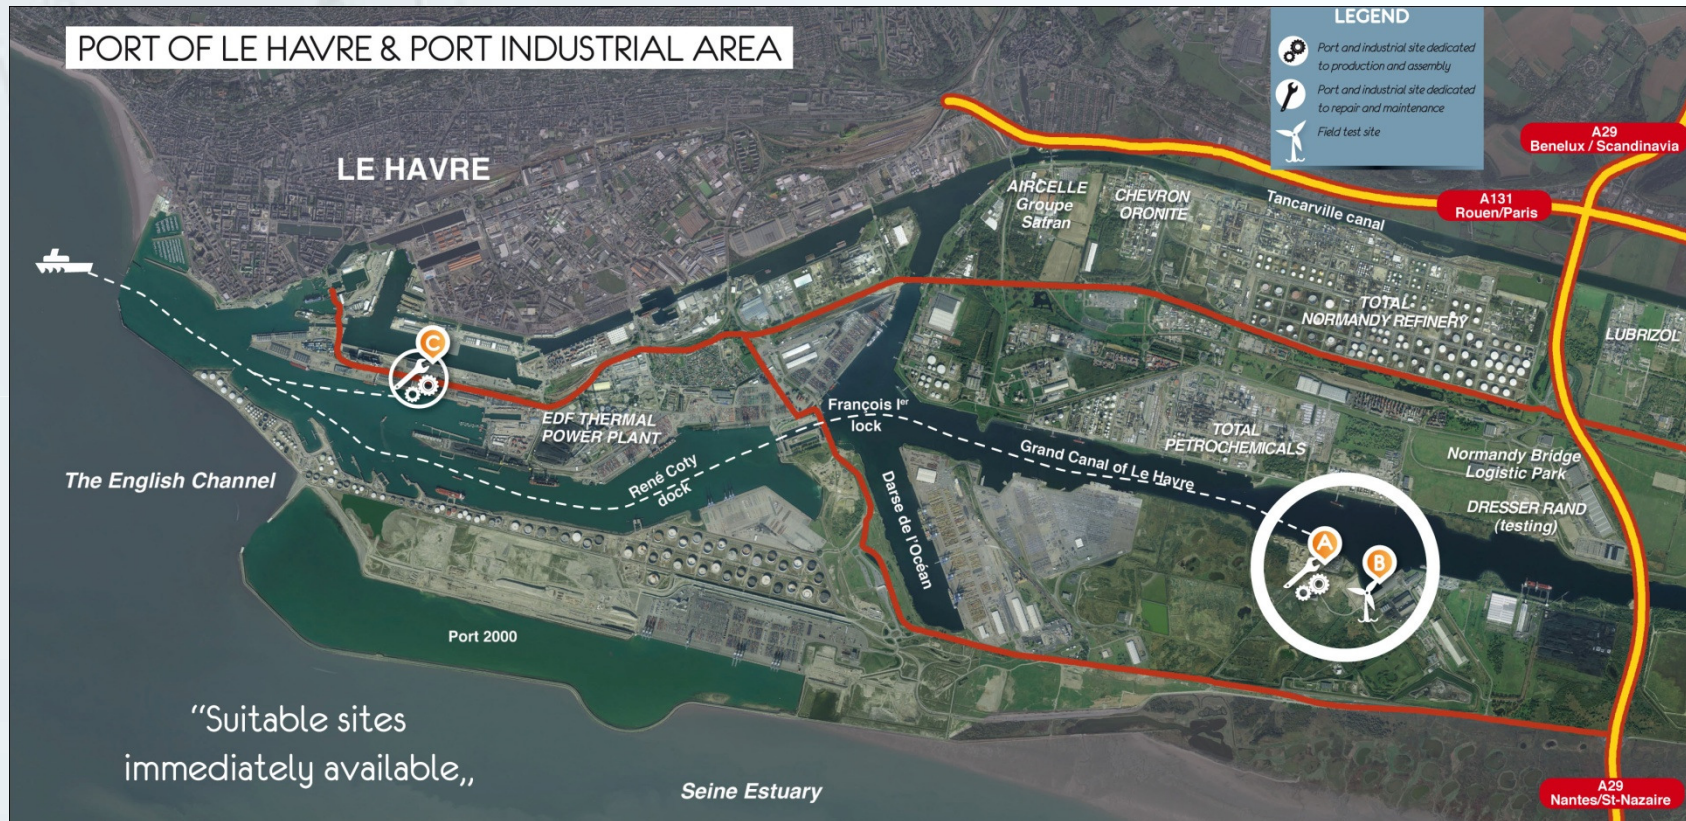 PORT OF LE HAVRE & PORT INDUSTRIAL AREA
LEGEND
Port and industrial site dedicated
to production and assembly
Port and industrial site dedicated
to repair and maintenance
Field test site
A29
Benelux / Scandinavia
A131
Rouen/Paris
LE HAVRE
AIRCELLE
Groupe
Safran
CHEVRON
ORONITE
Tancarville canal
TOTAL
NORMANDY REFINERY
LUBRIZOL
C
EDF THERMAL
POWER PLANT
François Ier
lock
TOTAL
PETROCHEMICALS
Grand Canal of Le Havre
Normandy Bridge
Logistic Park
The English Channel
René Coty
dock
Darse de l'Océan
DRESSER RAND
(testing)
A
B
Port 2000
"Suitable sites
immediately available,,
Seine Estuary
A29
Nantes/St-Nazaire